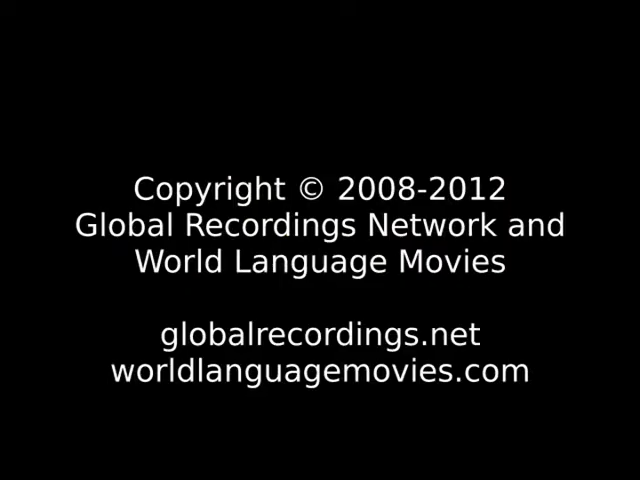 Copyright © 2008-2012
Global Recordings Network and
World Language Movies
globalrecordings.net
worldlanguagemovies.com